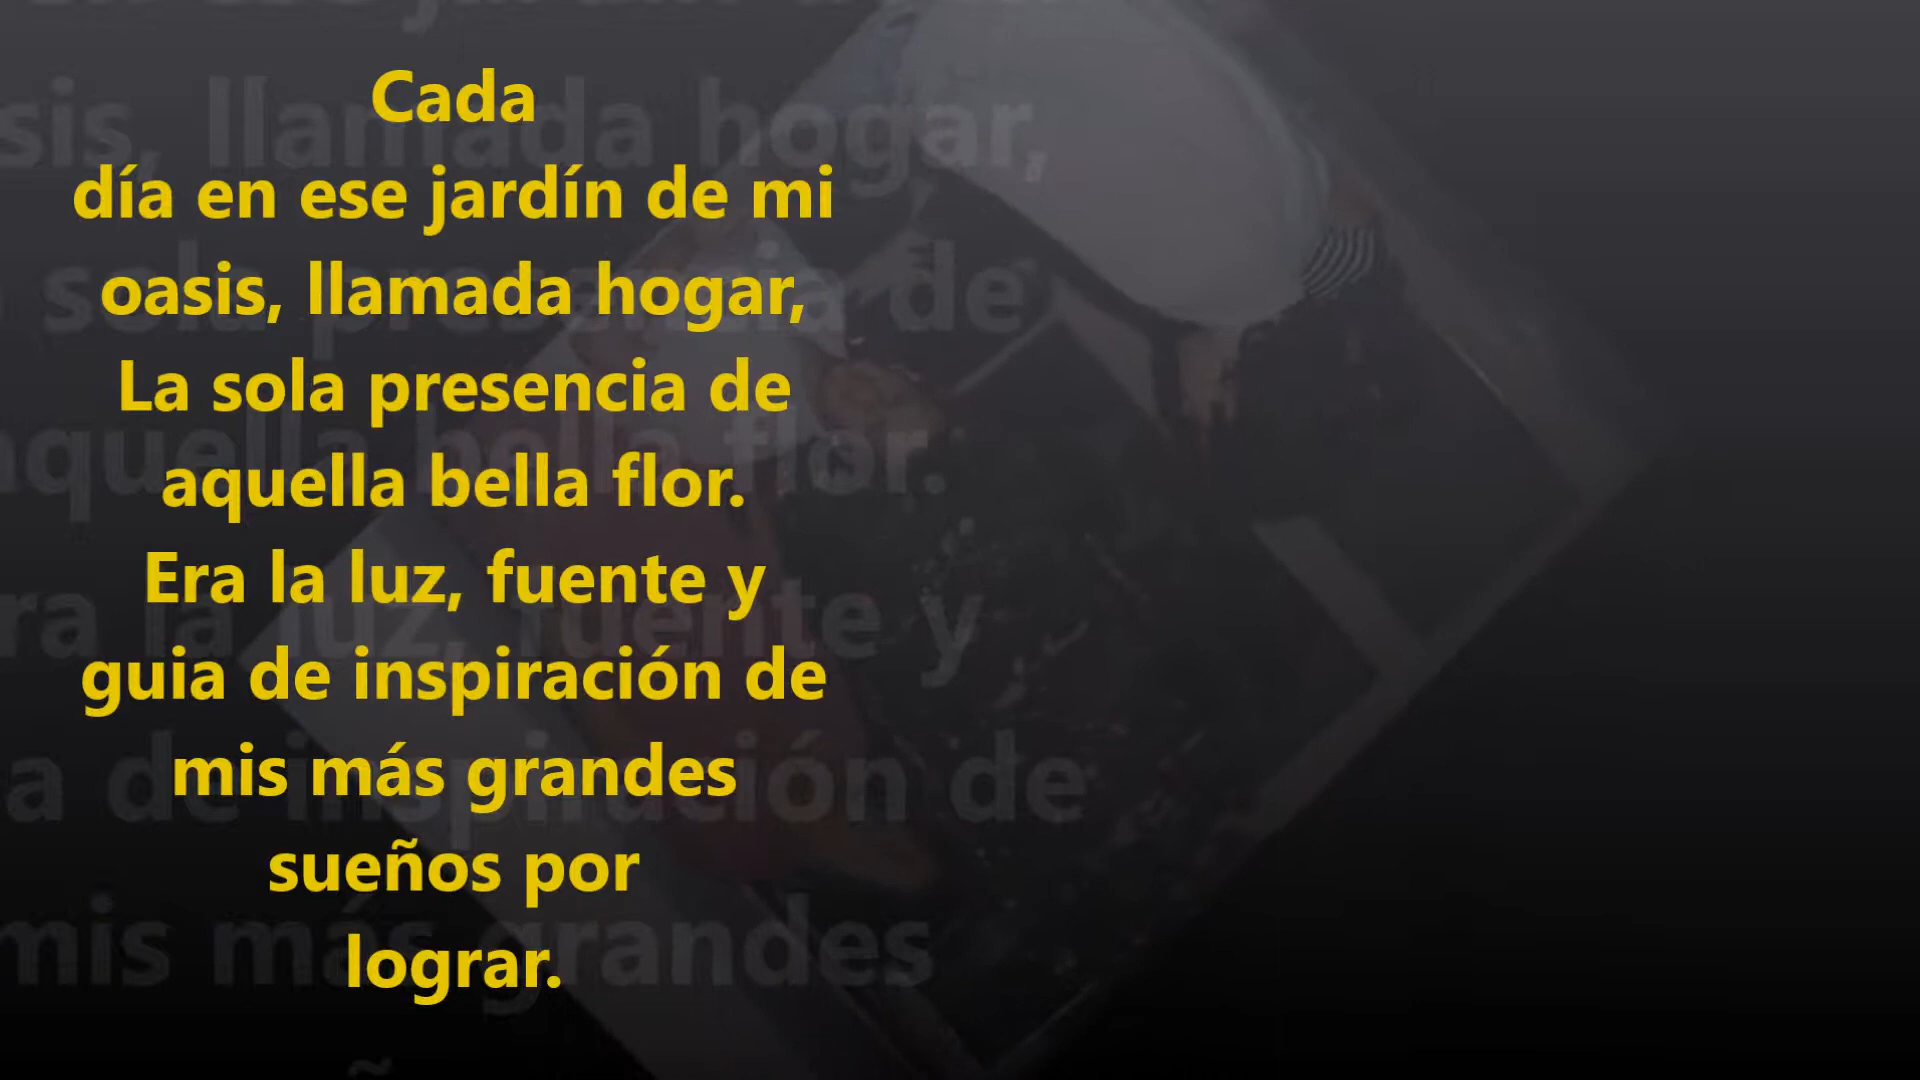 Cada
día en ese jardín de mi
oasis, llamada hogar,
La sola presencia de
aquella bella flor.
Era la luz, fuente y
guia de inspiración de
mis más grandes
sueños por
lograr.